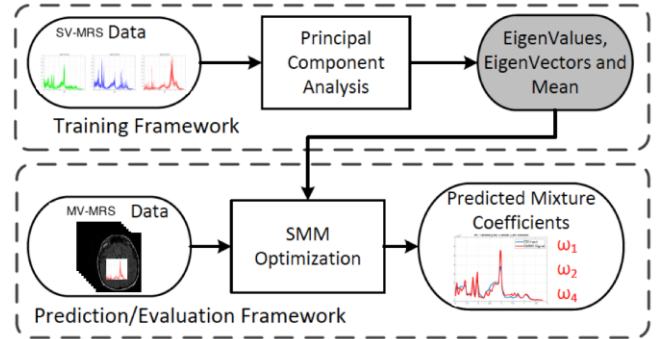 SV-MRS Data
Principal
Component
Analysis
EigenValues,
EigenVectors and
Mean
Training Framework
MV-MRS Data
SMM
Optimization
Predicted Mixture
Coefficients
ω1
ω2
ω4
Prediction/Evaluation Framework